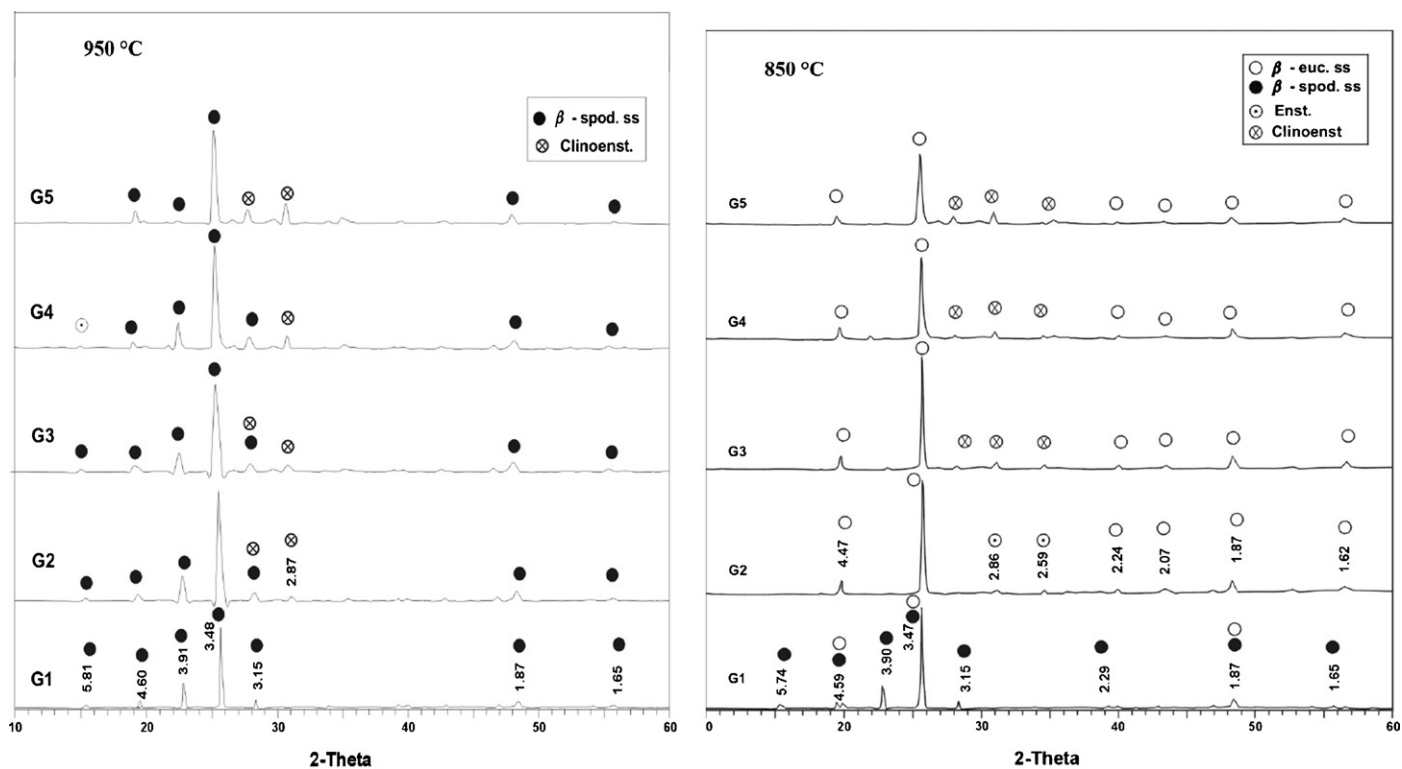 950 °C
β - spod. ss
Clinoenst.
G5
G4
G3
G2
2.87
G1
5.81
4.60
3.91
3.48
3.15
1.87
1.65
10 20 30 40 50 60
2-Theta
850 °C
β - euc. ss
β - spod. ss
Enst.
Clinoenst
G5
G4
G3
G2
4.47
2.86
2.59
2.24
2.07
1.87
1.62
G1
5.74
4.59
3.90
3.47
3.15
2.29
1.87
1.65
0 20 30 40 50 60
2-Theta